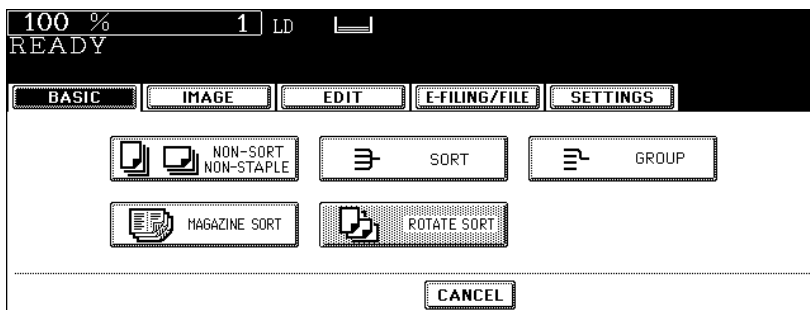 100 % 1 LD
READY
BASIC IMAGE EDIT E-FILING/FILE SETTINGS
NON-SORT
NON-STAPLE
SORT
GROUP
MAGAZINE SORT
ROTATE SORT
CANCEL